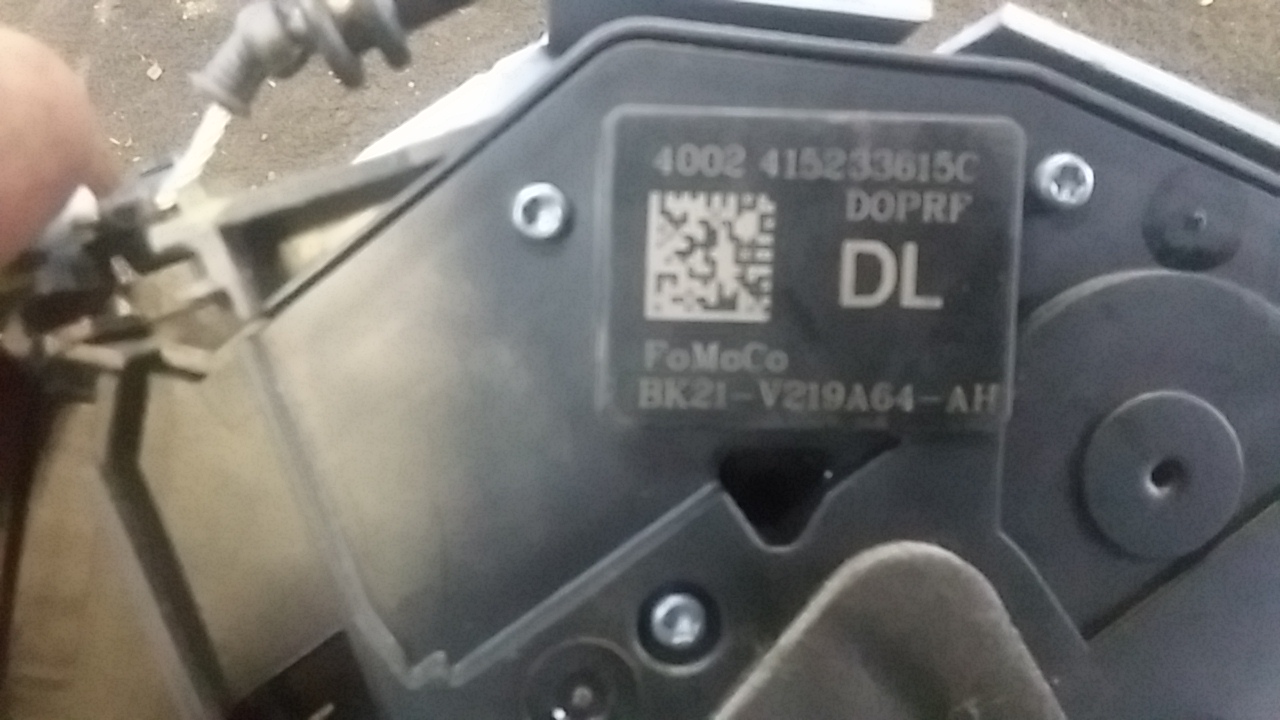 4002 415233615C
DOPRF
DL
FoMoCo
BK21-V219A64-AH